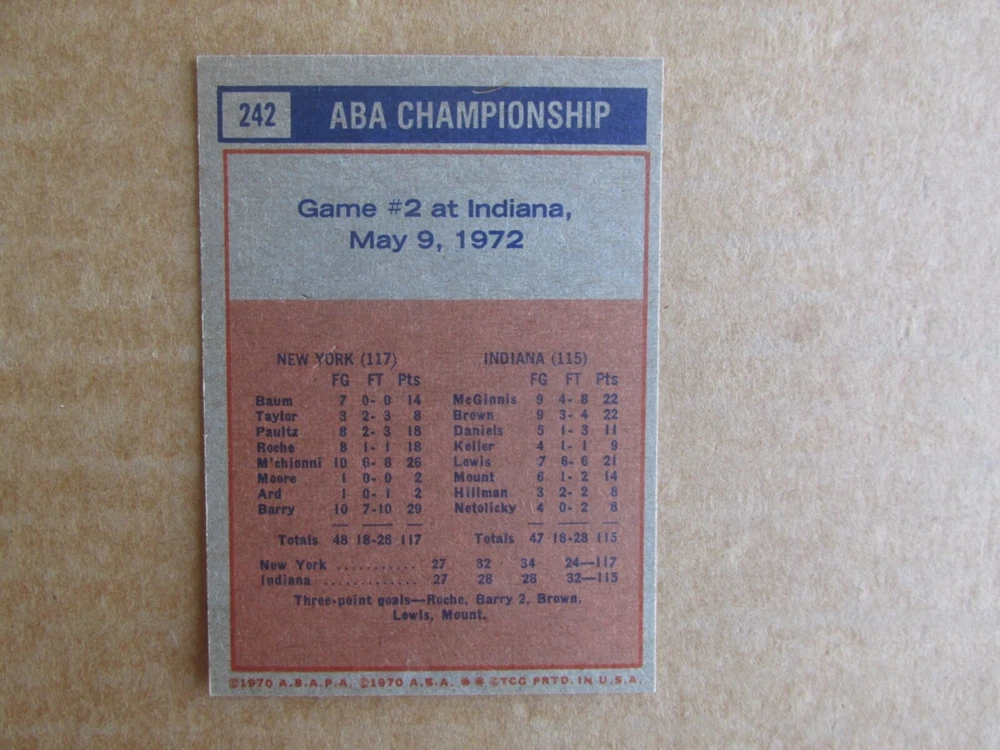 242 ABA CHAMPIONSHIP
Game #2 at Indiana,
May 9, 1972
NEW YORK (117) INDIANA (115)
FG FT Pts FG FT Pts
Baum 7 0- 0 14 McGinnis 9 4- 8 22
Taylor 3 2- 3 8 Brown 9 3- 4 22
Paultz 8 2- 3 18 Daniels 5 1- 3 11
Roche 8 1- 1 18 Keller 4 1- 1 9
M'chionni 10 6- 8 26 Lewis 7 6- 6 21
Moore 1 0- 0 2 Mount 6 1- 2 14
Ard 1 0- 1 2 Hillman 3 2- 2 8
Barry 10 7-10 29 Netolicky 4 0- 2 8
Totals 48 18-26 117 Totals 47 18-28 115
New York ........... 27 32 34 24—117
Indiana ............. 27 28 28 32—115
Three-point goals—Roche, Barry 2, Brown,
Lewis, Mount.
©1970 A.B.A.P.A. ©1970 A.B.A. ** ©TCG PRTD. IN U.S.A.